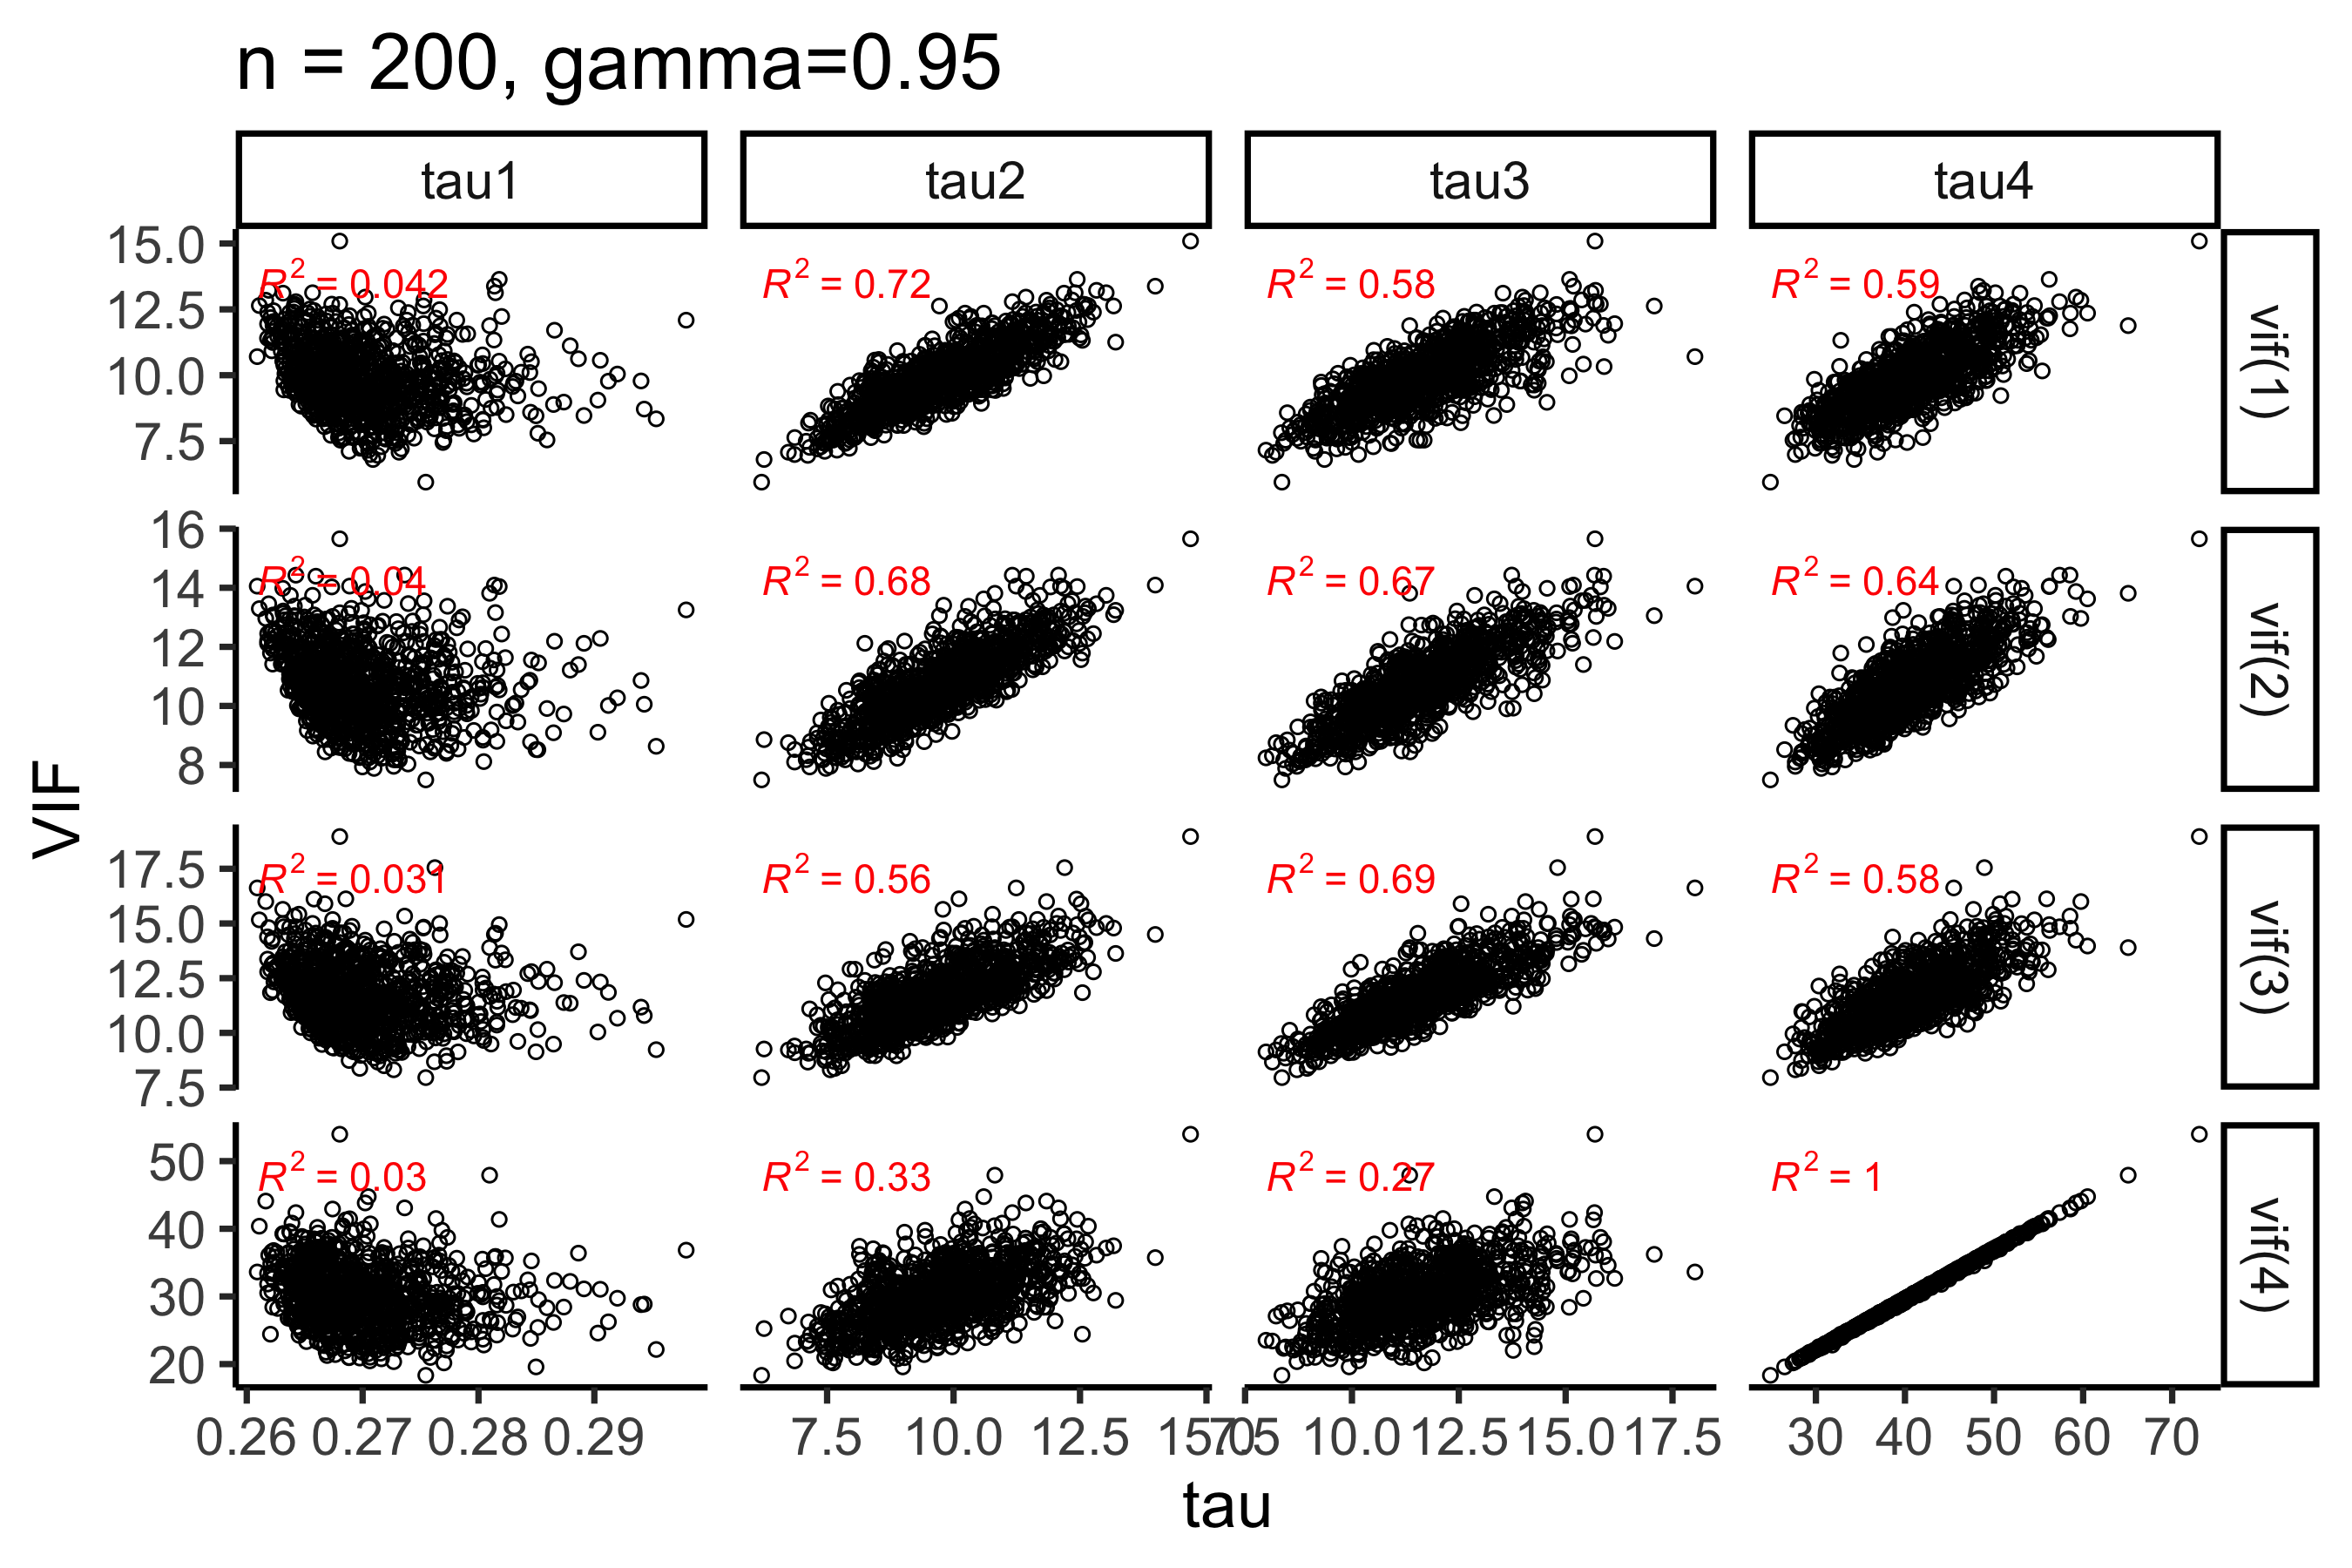 n = 200, gamma=0.95
tau1 tau2 tau3 tau4
15.0
12.5
10.0
7.5
R² = 0.042 R² = 0.72 R² = 0.58 R² = 0.59
vif(1)
16
14
12
10
8
R² = 0.04 R² = 0.68 R² = 0.67 R² = 0.64
vif(2)
VIF
17.5
15.0
12.5
10.0
7.5
R² = 0.031 R² = 0.56 R² = 0.69 R² = 0.58
vif(3)
50
40
30
20
R² = 0.03 R² = 0.33 R² = 0.27 R² = 1
vif(4)
0.26 0.27 0.28 0.29 7.5 10.0 12.5 15.0 7.5 10.0 12.5 15.0 17.5 30 40 50 60 70
tau